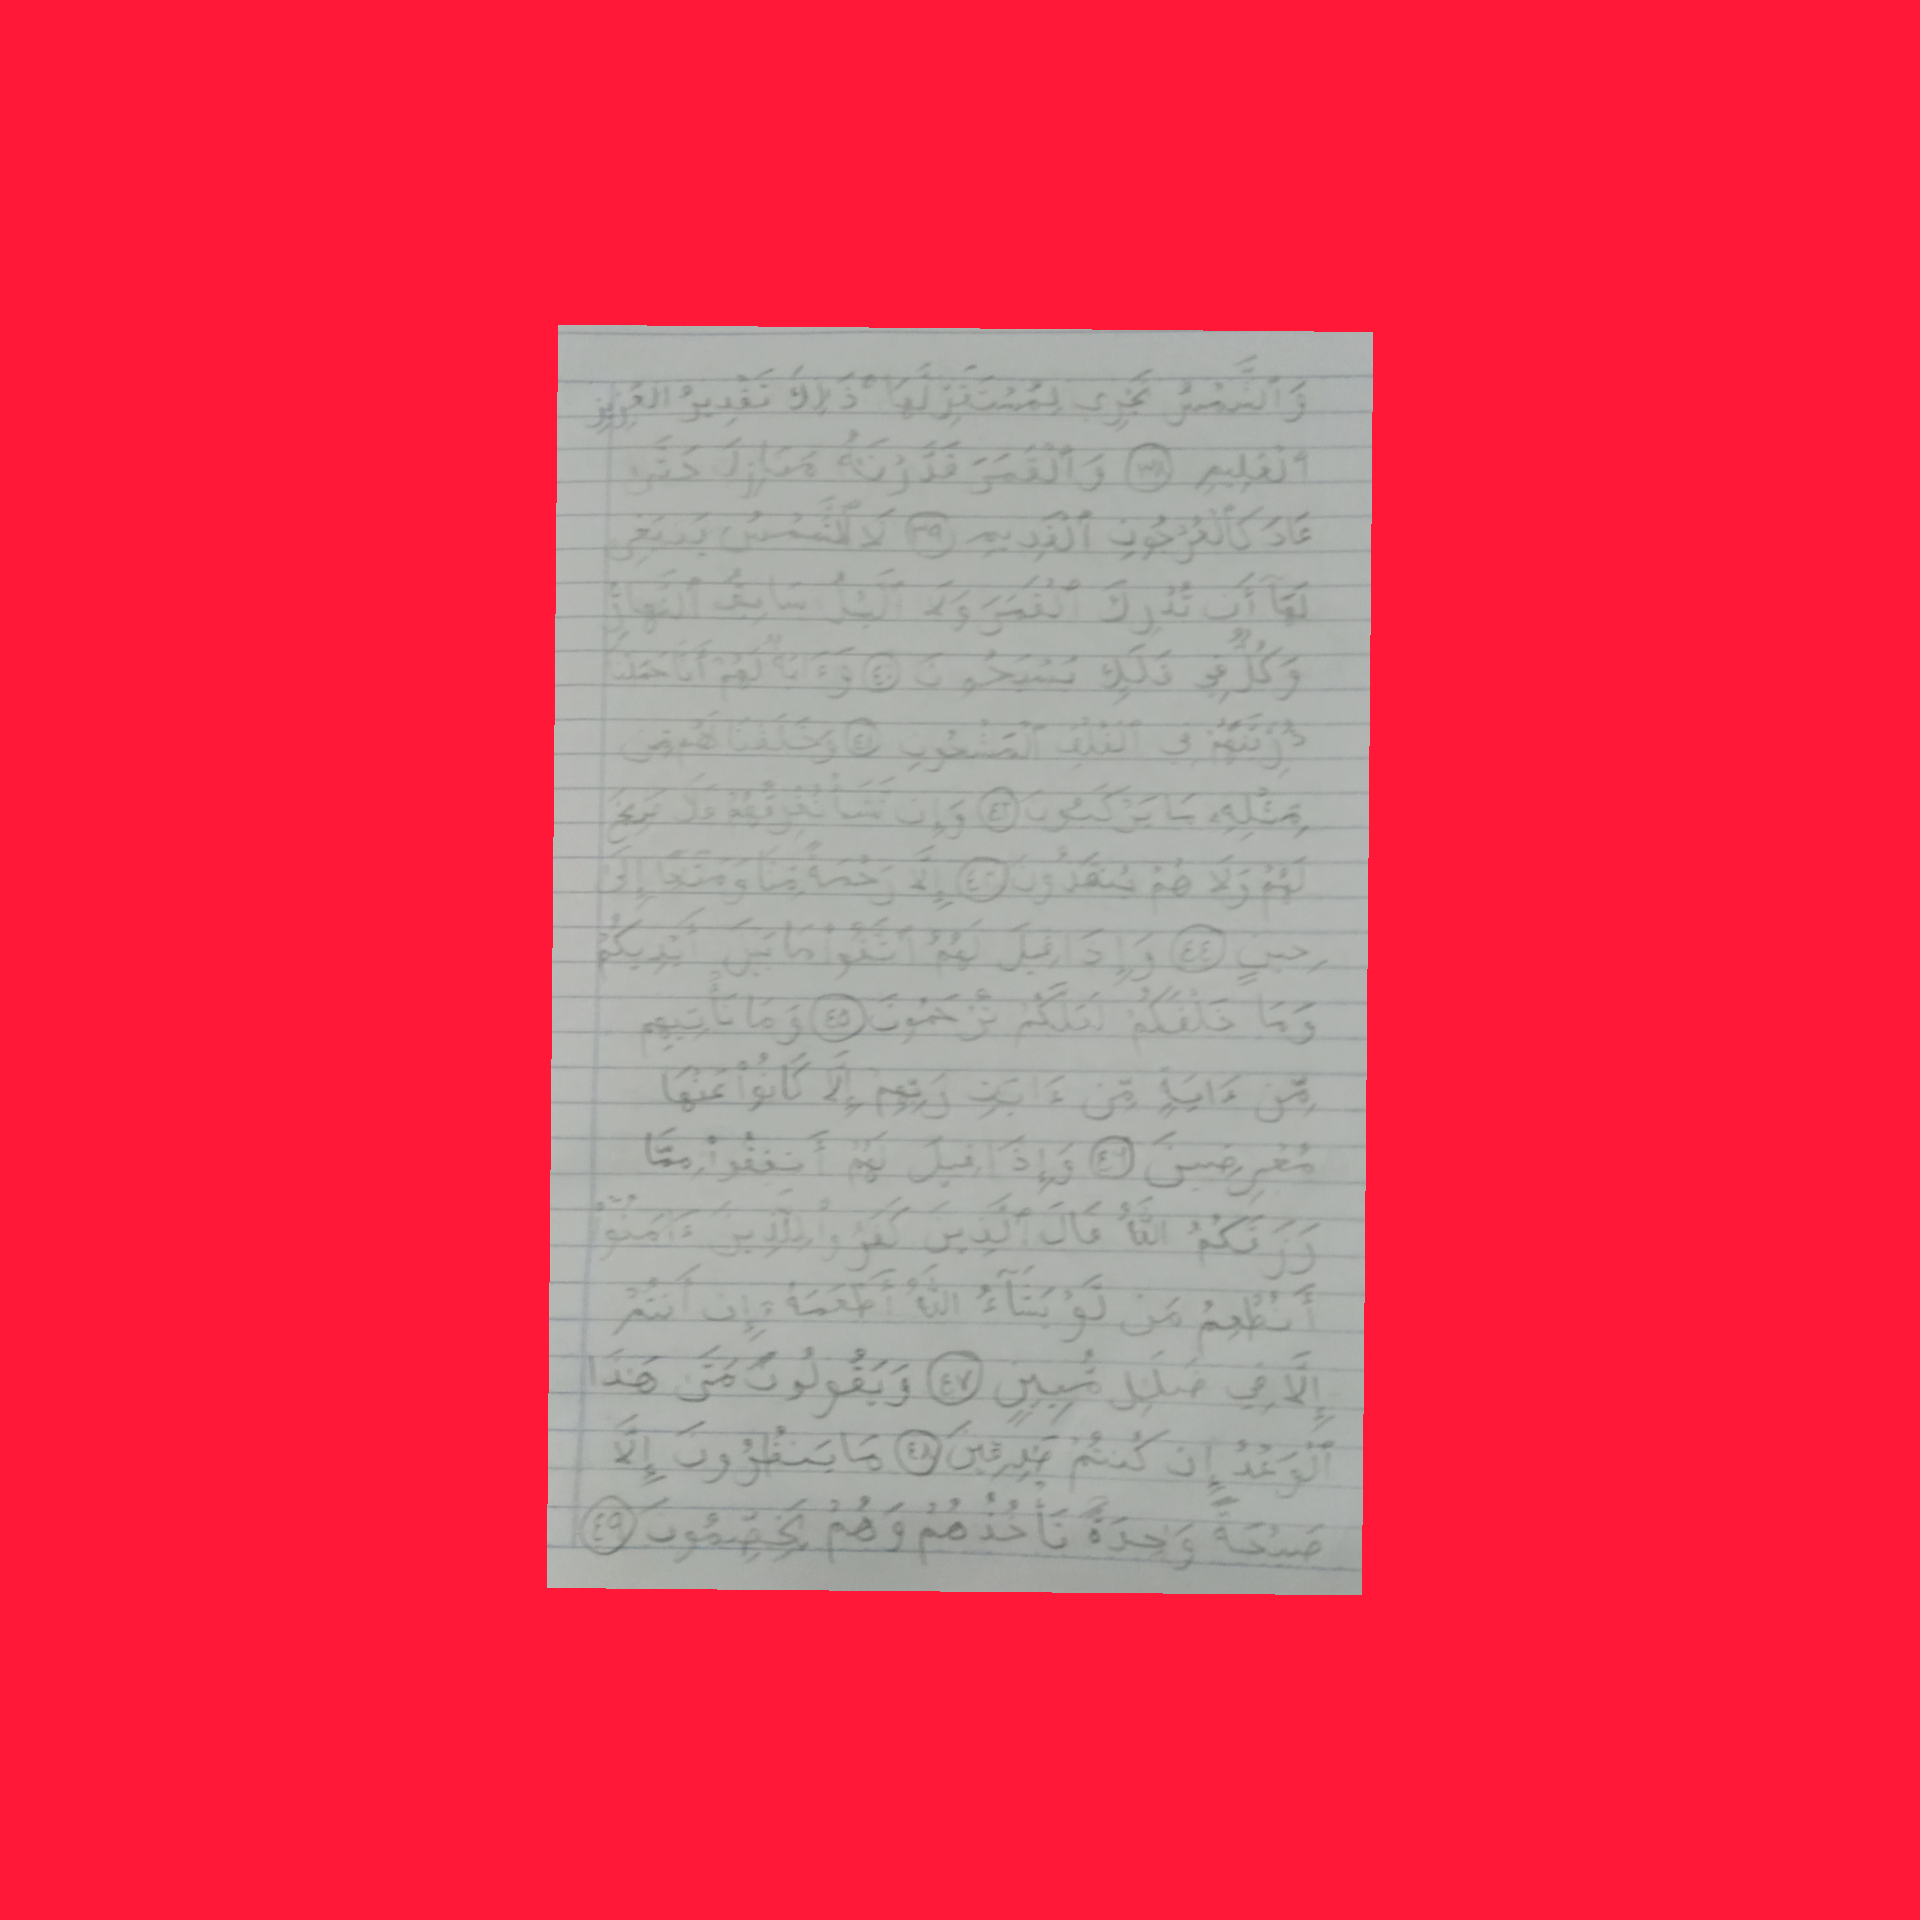 وَٱلشَّمْسُ تَجْرِى لِمُسْتَقَرٍّ لَّهَا ۚ ذَٰلِكَ تَقْدِيرُ ٱلْعَزِيزِ
ٱلْعَلِيمِ ٣٨ وَٱلْقَمَرَ قَدَّرْنَٰهُ مَنَازِلَ حَتَّىٰ
عَادَ كَٱلْعُرْجُونِ ٱلْقَدِيمِ ٣٩ لَا ٱلشَّمْسُ يَنۢبَغِى
لَهَآ أَن تُدْرِكَ ٱلْقَمَرَ وَلَا ٱلَّيْلُ سَابِقُ ٱلنَّهَارِ
وَكُلٌّ فِى فَلَكٍ يَسْبَحُونَ ٤٠ وَءَايَةٌ لَّهُمْ أَنَّا حَمَلْنَا
ذُرِّيَّتَهُمْ فِى ٱلْفُلْكِ ٱلْمَشْحُونِ ٤١ وَخَلَقْنَا لَهُم مِّن
مِّثْلِهِۦ مَا يَرْكَبُونَ ٤٢ وَإِن نَّشَأْ نُغْرِقْهُمْ فَلَا صَرِيخَ
لَهُمْ وَلَا هُمْ يُنقَذُونَ ٤٣ إِلَّا رَحْمَةً مِّنَّا وَمَتَٰعًا إِلَىٰ
حِينٍ ٤٤ وَإِذَا قِيلَ لَهُمُ ٱتَّقُوا۟ مَا بَيْنَ أَيْدِيكُمْ
وَمَا خَلْفَكُمْ لَعَلَّكُمْ تُرْحَمُونَ ٤٥ وَمَا تَأْتِيهِم
مِّنْ ءَايَةٍ مِّنْ ءَايَٰتِ رَبِّهِمْ إِلَّا كَانُوا۟ عَنْهَا
مُعْرِضِينَ ٤٦ وَإِذَا قِيلَ لَهُمْ أَنفِقُوا۟ مِمَّا
رَزَقَكُمُ ٱللَّهُ قَالَ ٱلَّذِينَ كَفَرُوا۟ لِلَّذِينَ ءَامَنُوٓا۟
أَنُطْعِمُ مَن لَّوْ يَشَآءُ ٱللَّهُ أَطْعَمَهُۥٓ إِنْ أَنتُمْ
إِلَّا فِى ضَلَٰلٍ مُّبِينٍ ٤٧ وَيَقُولُونَ مَتَىٰ هَٰذَا
ٱلْوَعْدُ إِن كُنتُمْ صَٰدِقِينَ ٤٨ مَا يَنظُرُونَ إِلَّا
صَيْحَةً وَٰحِدَةً تَأْخُذُهُمْ وَهُمْ يَخِصِّمُونَ ٤٩